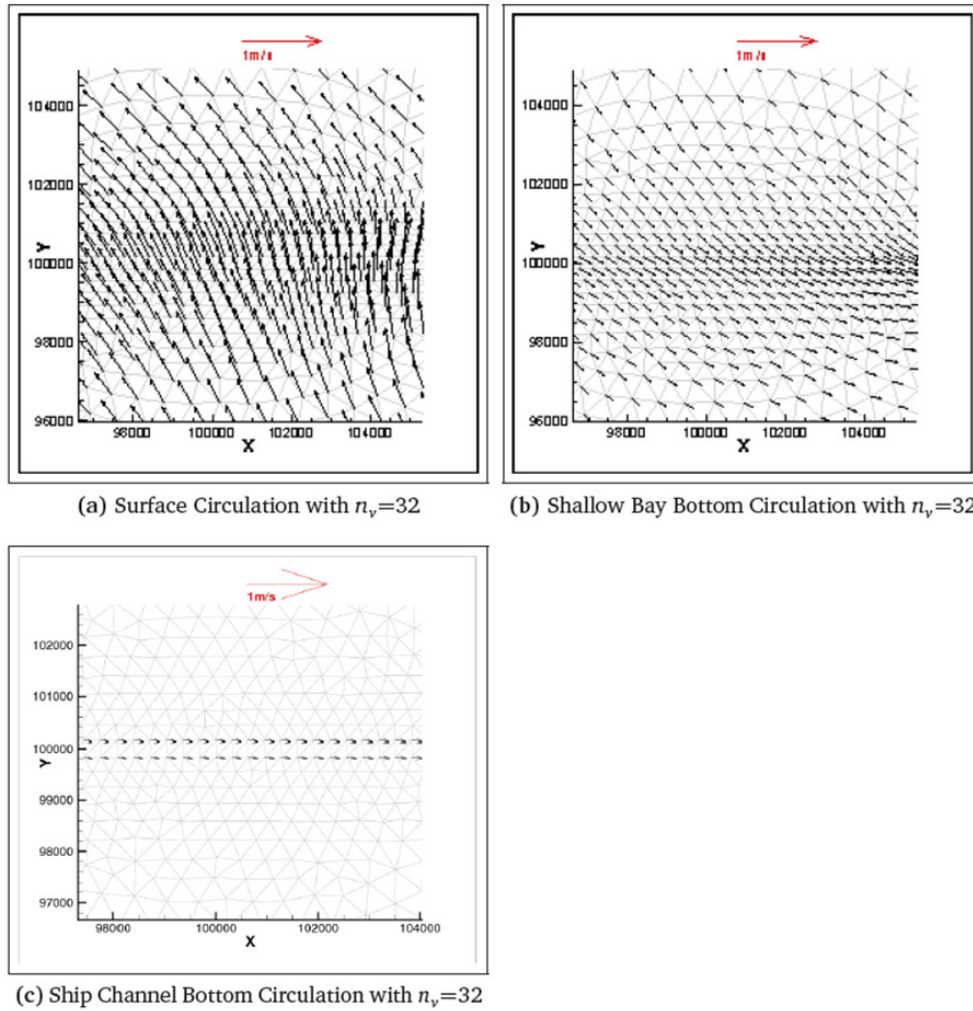 1m/s
104000
102000
Y
100000
98000
96000
98000 100000 102000 104000
X
(a) Surface Circulation with nᵥ=32
1m/s
104000
102000
Y
100000
98000
96000
98000 100000 102000 104000
X
(b) Shallow Bay Bottom Circulation with nᵥ=32
1m/s
102000
101000
100000
Y
99000
98000
97000
98000 100000 102000 104000
X
(c) Ship Channel Bottom Circulation with nᵥ=32